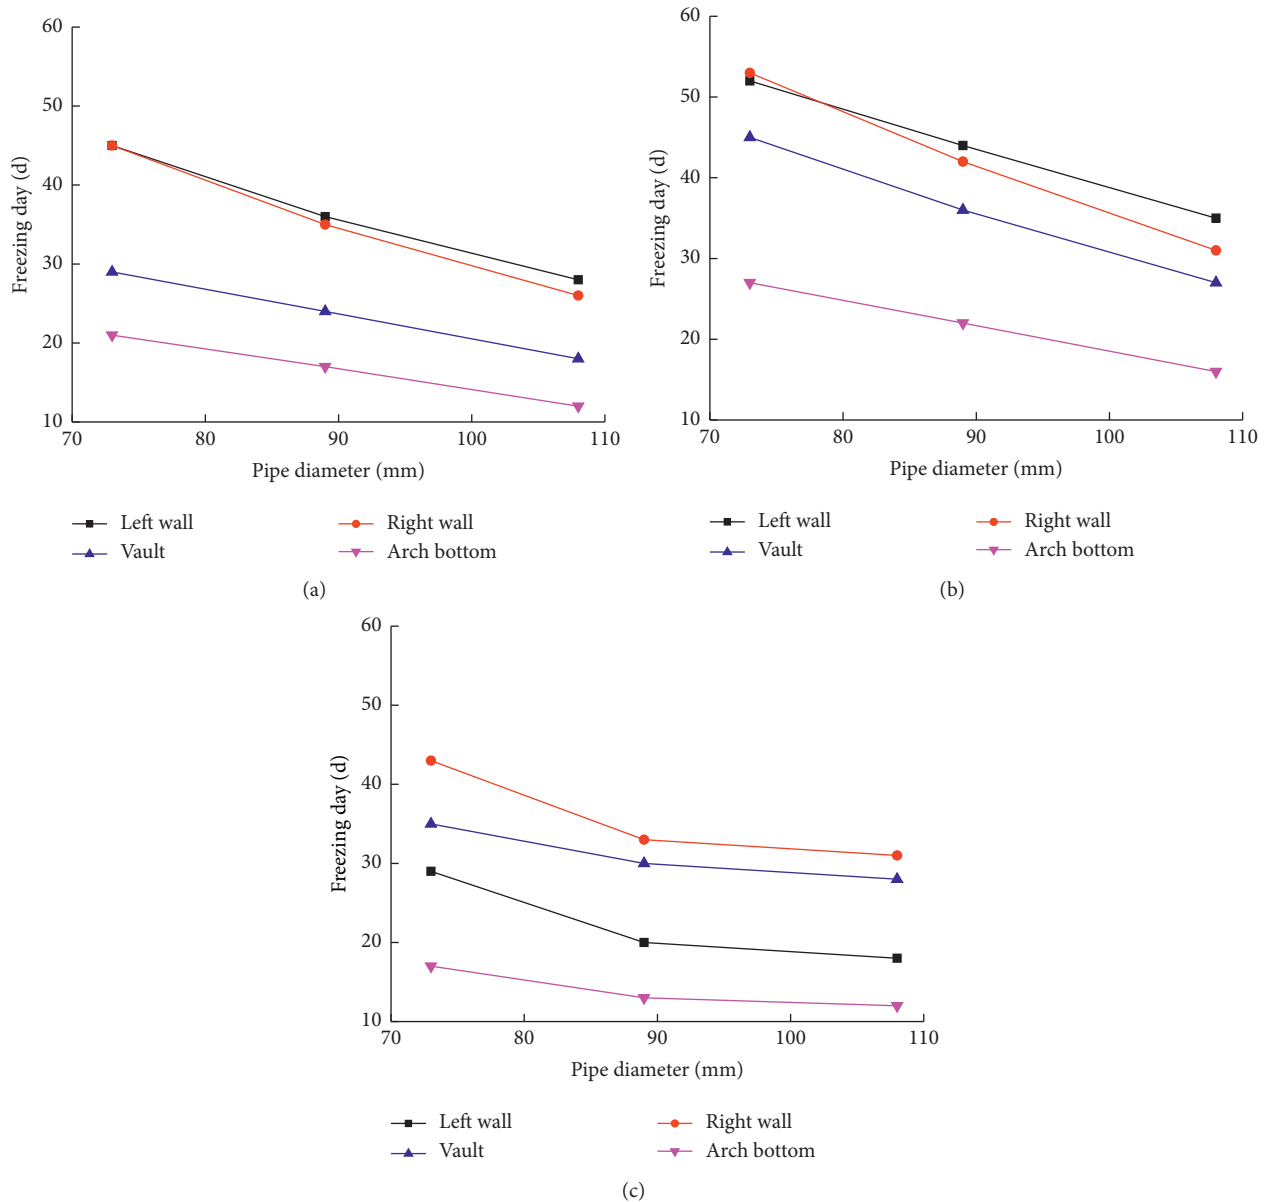 60
50
40
30
20
10
Freezing day (d)
70 80 90 100 110
Pipe diameter (mm)
Left wall Right wall
Vault Arch bottom
(a)
60
50
40
30
20
10
Freezing day (d)
70 80 90 100 110
Pipe diameter (mm)
Left wall Right wall
Vault Arch bottom
(b)
60
50
40
30
20
10
Freezing day (d)
70 80 90 100 110
Pipe diameter (mm)
Left wall Right wall
Vault Arch bottom
(c)